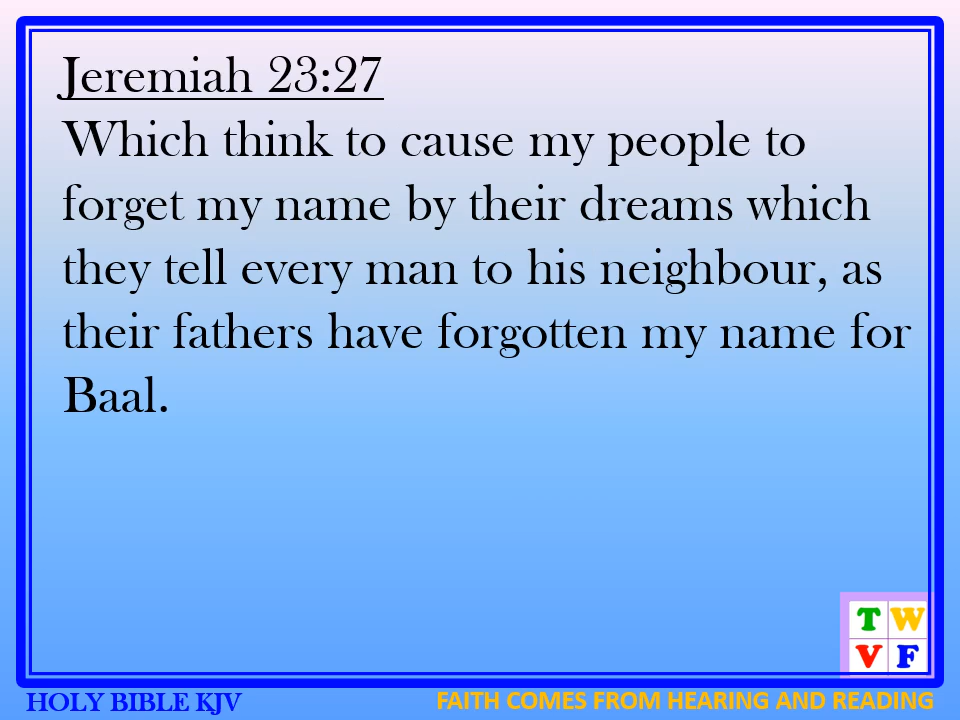 Jeremiah 23:27
Which think to cause my people to
forget my name by their dreams which
they tell every man to his neighbour, as
their fathers have forgotten my name for
Baal.
T W
V F
HOLY BIBLE KJV
FAITH COMES FROM HEARING AND READING